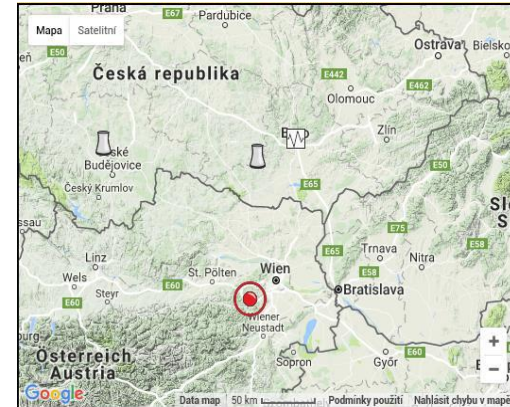 Praha
Pardubice
E67
Mapa
Satelitní
E50
Ostrava
Bielsko
Česká republika
E442
E462
Olomouc
Zlín
České
Budějovice
Český Krumlov
E50
E65
E65
E75
Trnava
Nitra
E58
E58
Linz
Wels
Steyr
E60
E60
St. Pölten
Wien
Bratislava
Wiener
Neustadt
Österreich
Austria
Sopron
Győr
E60
+
−
Google
Data map
50 km
Podmínky použití
Nahlásit chybu v mapě